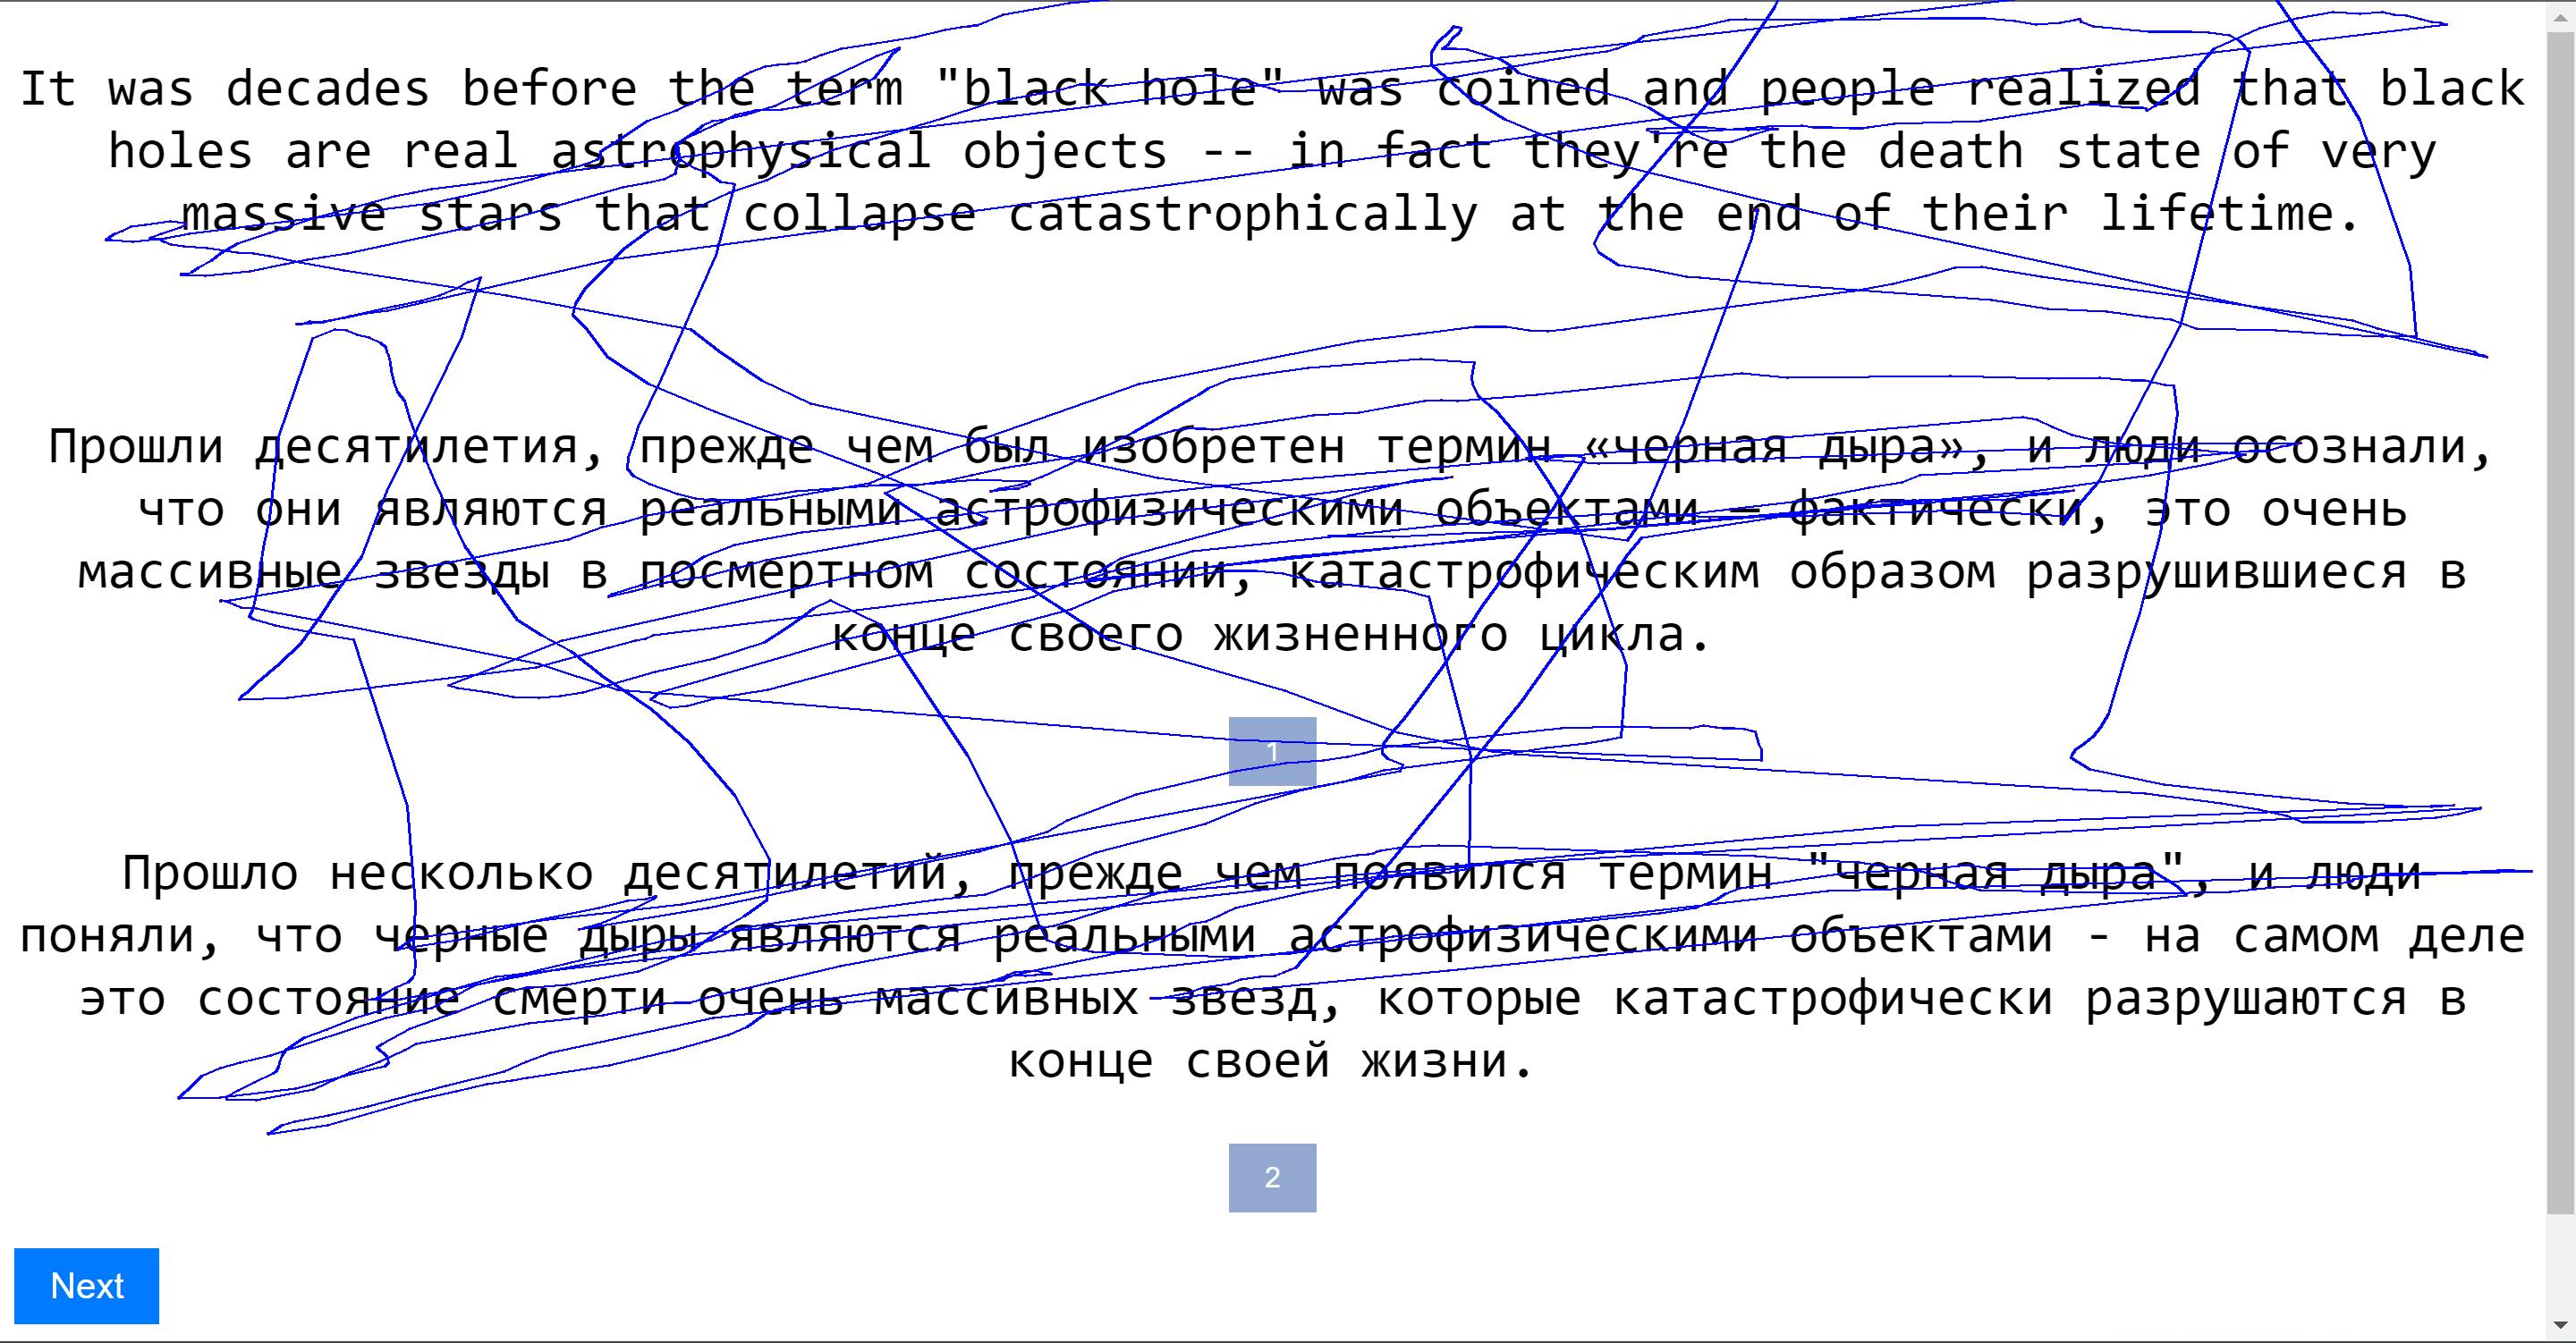 It was decades before the term "black hole" was coined and people realized that black
holes are real astrophysical objects -- in fact they're the death state of very
massive stars that collapse catastrophically at the end of their lifetime.
Прошли десятилетия, прежде чем был изобретен термин «черная дыра», и люди осознали,
что они являются реальными астрофизическими объектами — фактически, это очень
массивные звезды в посмертном состоянии, катастрофическим образом разрушившиеся в
конце своего жизненного цикла.
1
Прошло несколько десятилетий, прежде чем появился термин "черная дыра", и люди
поняли, что черные дыры являются реальными астрофизическими объектами - на самом деле
это состояние смерти очень массивных звезд, которые катастрофически разрушаются в
конце своей жизни.
2
Next